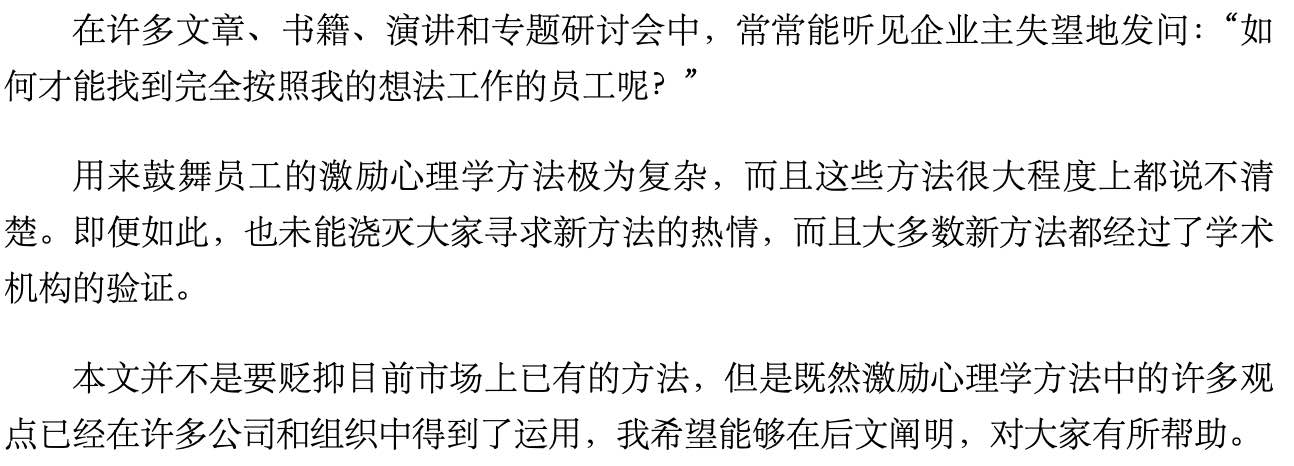 在许多文章、书籍、演讲和专题研讨会中，常常能听见企业主失望地发问：“如
何才能找到完全按照我的想法工作的员工呢？”
用来鼓舞员工的激励心理学方法极为复杂，而且这些方法很大程度上都说不清
楚。即便如此，也未能浇灭大家寻求新方法的热情，而且大多数新方法都经过了学术
机构的验证。
本文并不是要贬抑目前市场上已有的方法，但是既然激励心理学方法中的许多观
点已经在许多公司和组织中得到了运用，我希望能够在后文阐明，对大家有所帮助。